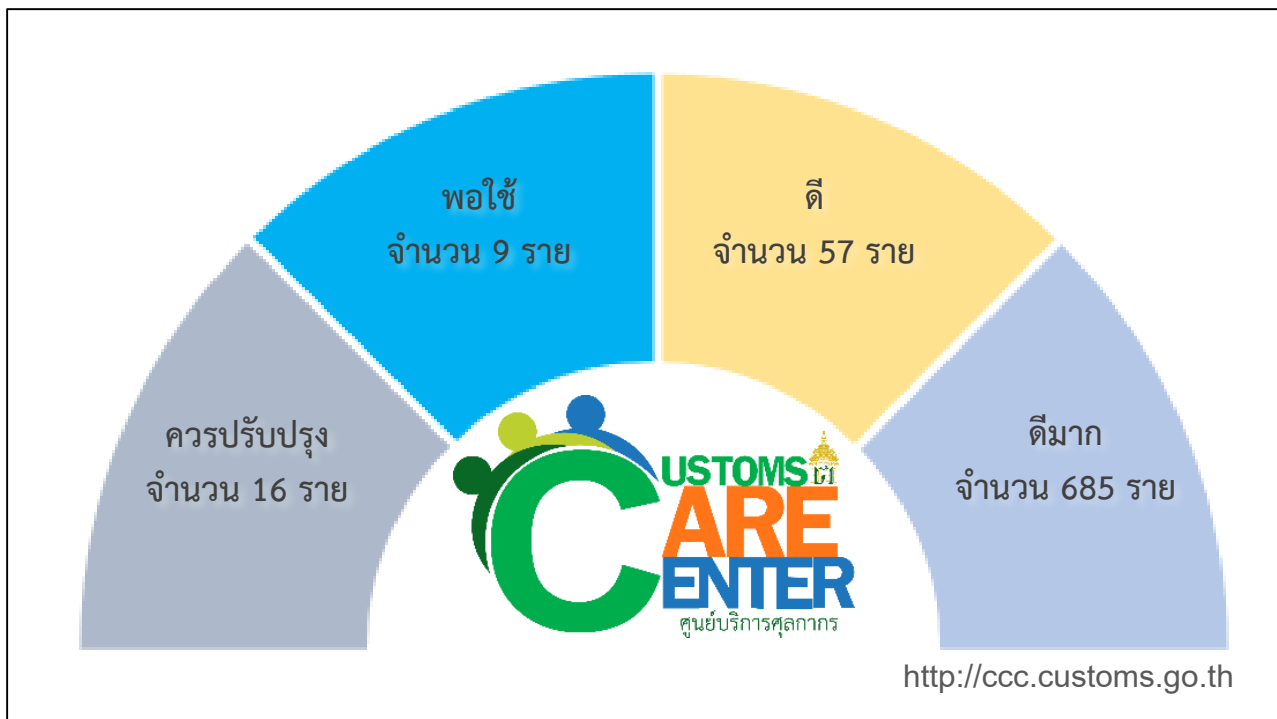 พอใช้
จำนวน 9 ราย
ดี
จำนวน 57 ราย
ควรปรับปรุง
จำนวน 16 ราย
ดีมาก
จำนวน 685 ราย
CUSTOMS
CARE
CENTER
ศูนย์บริการศุลกากร
http://ccc.customs.go.th